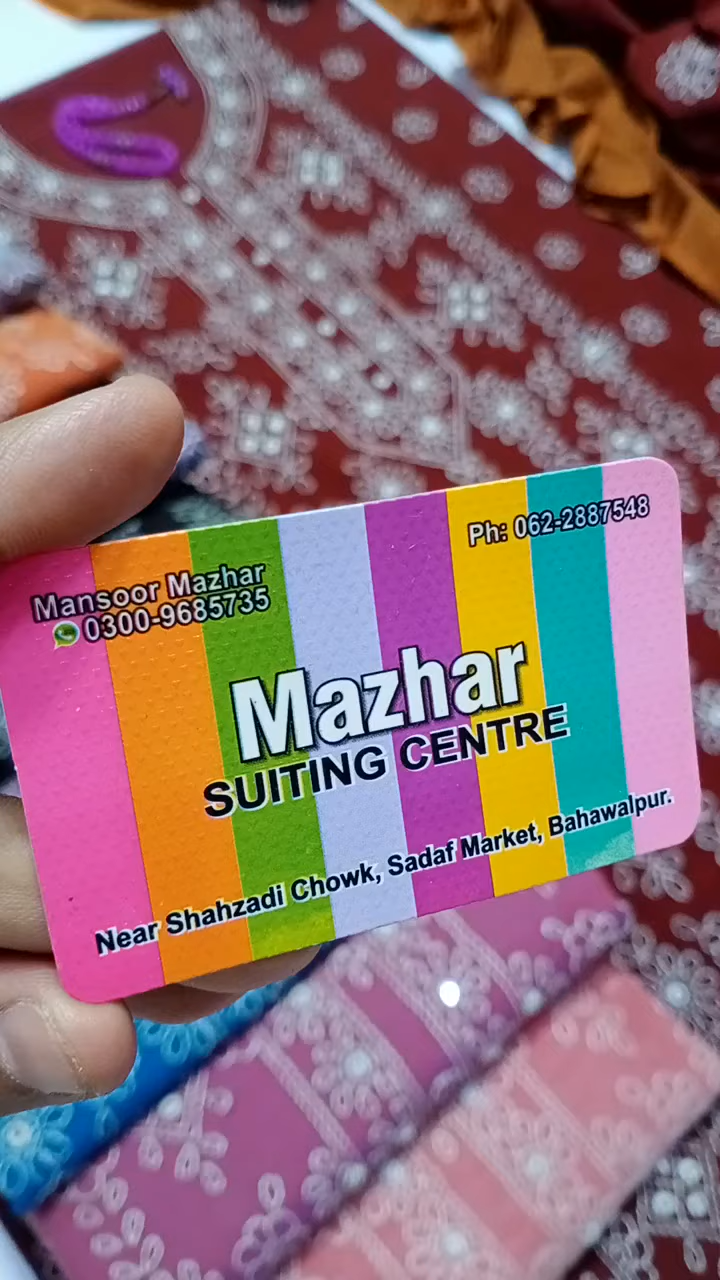 Mansoor Mazhar
0300-9685735
Ph: 062-2887548
Mazhar
SUITING CENTRE
Near Shahzadi Chowk, Sadaf Market, Bahawalpur.